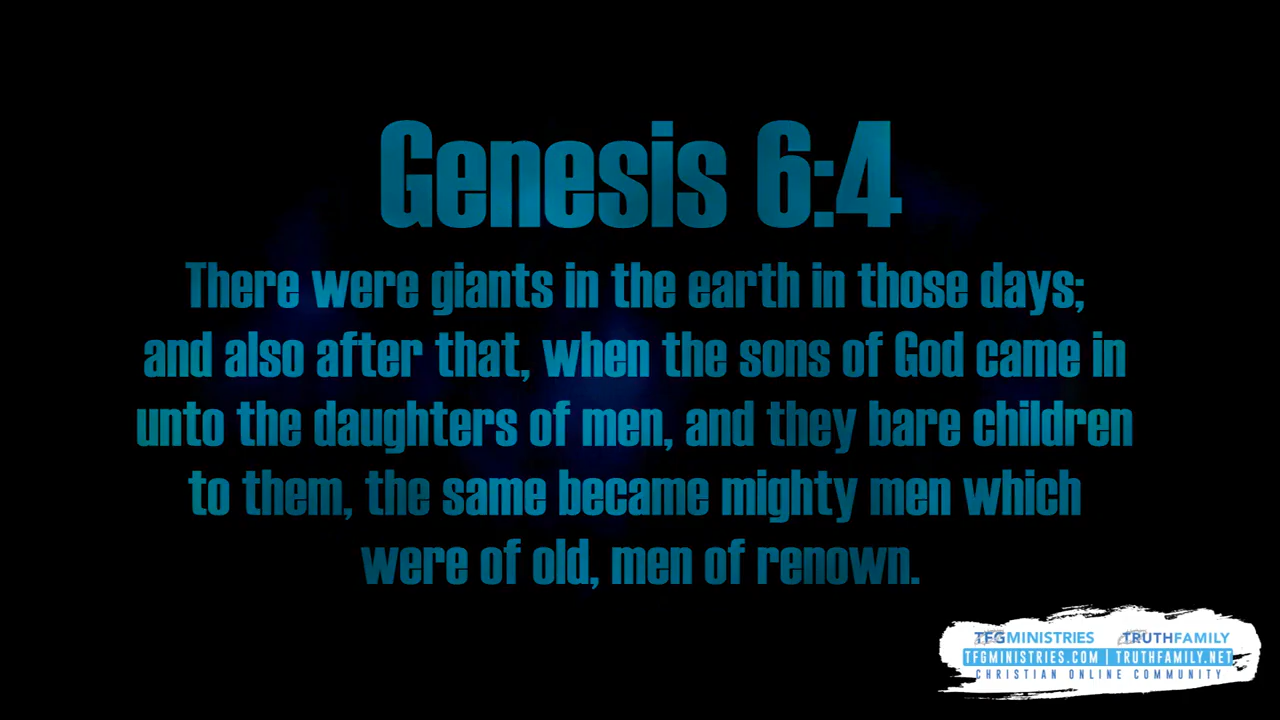 Genesis 6:4
There were giants in the earth in those days;
and also after that, when the sons of God came in
unto the daughters of men, and they bare children
to them, the same became mighty men which
were of old, men of renown.
TFGMINISTRIES TRUTHFAMILY
TFGMINISTRIES.COM | TRUTHFAMILY.NET
CHRISTIAN ONLINE COMMUNITY